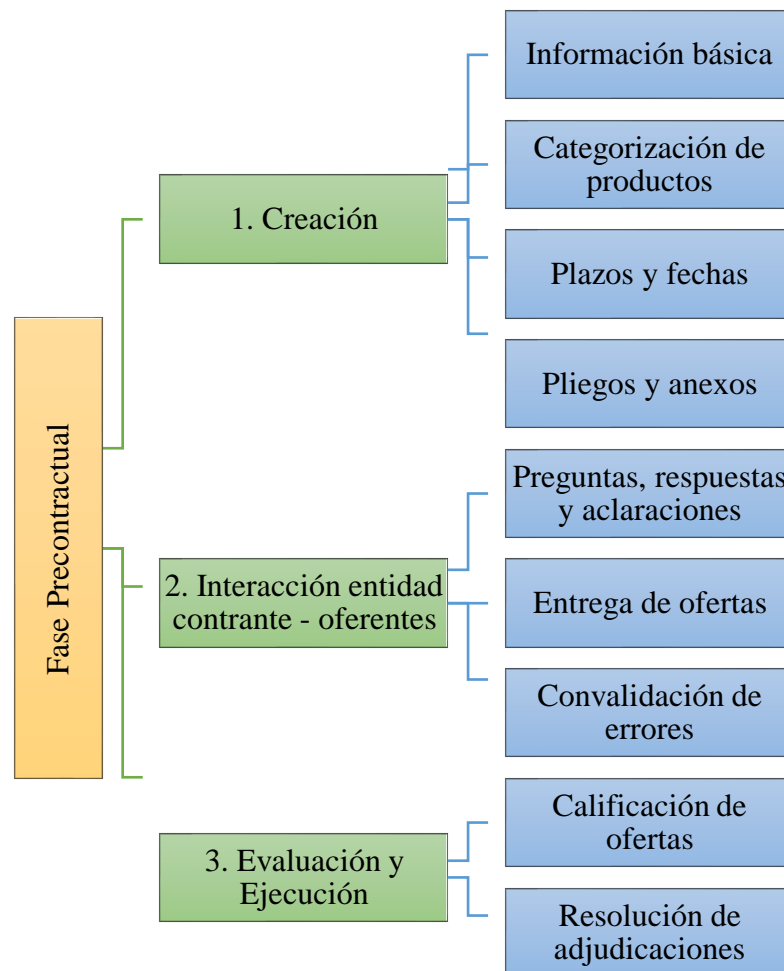 Fase Precontractual
1. Creación
Información básica
Categorización de
productos
Plazos y fechas
Pliegos y anexos
2. Interacción entidad
contrante - oferentes
Preguntas, respuestas
y aclaraciones
Entrega de ofertas
Convalidación de
errores
3. Evaluación y
Ejecución
Calificación de
ofertas
Resolución de
adjudicaciones